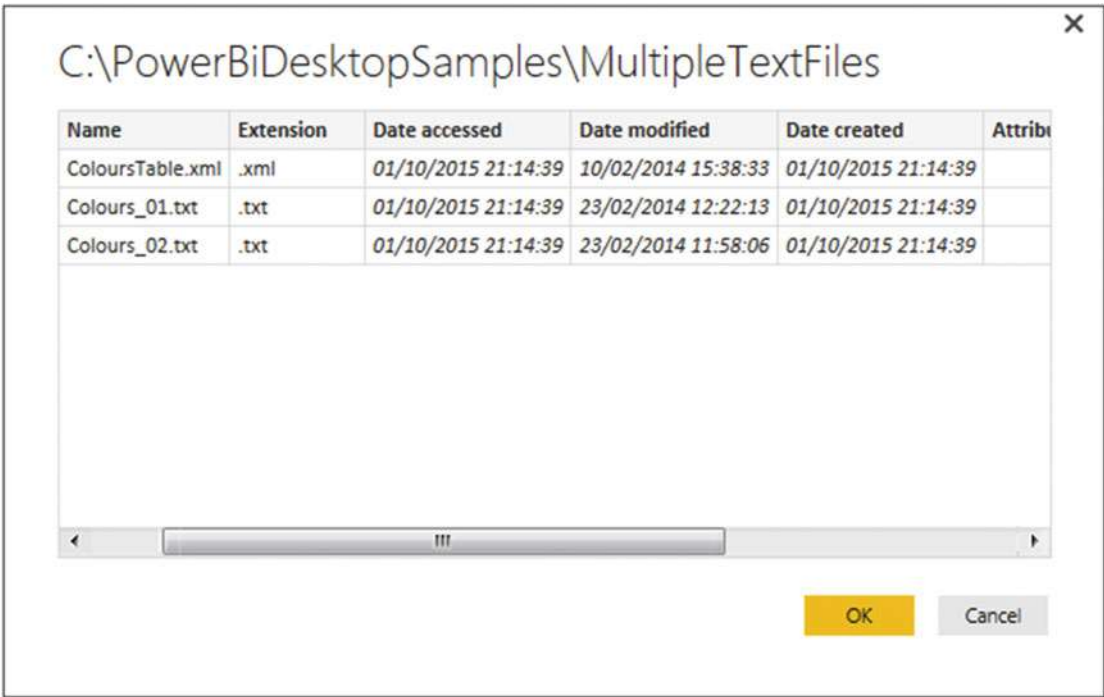 C:\PowerBiDesktopSamples\MultipleTextFiles
Name Extension Date accessed Date modified Date created Attribu
ColoursTable.xml .xml 01/10/2015 21:14:39 10/02/2014 15:38:33 01/10/2015 21:14:39
Colours_01.txt .txt 01/10/2015 21:14:39 23/02/2014 12:22:13 01/10/2015 21:14:39
Colours_02.txt .txt 01/10/2015 21:14:39 23/02/2014 11:58:06 01/10/2015 21:14:39
OK Cancel